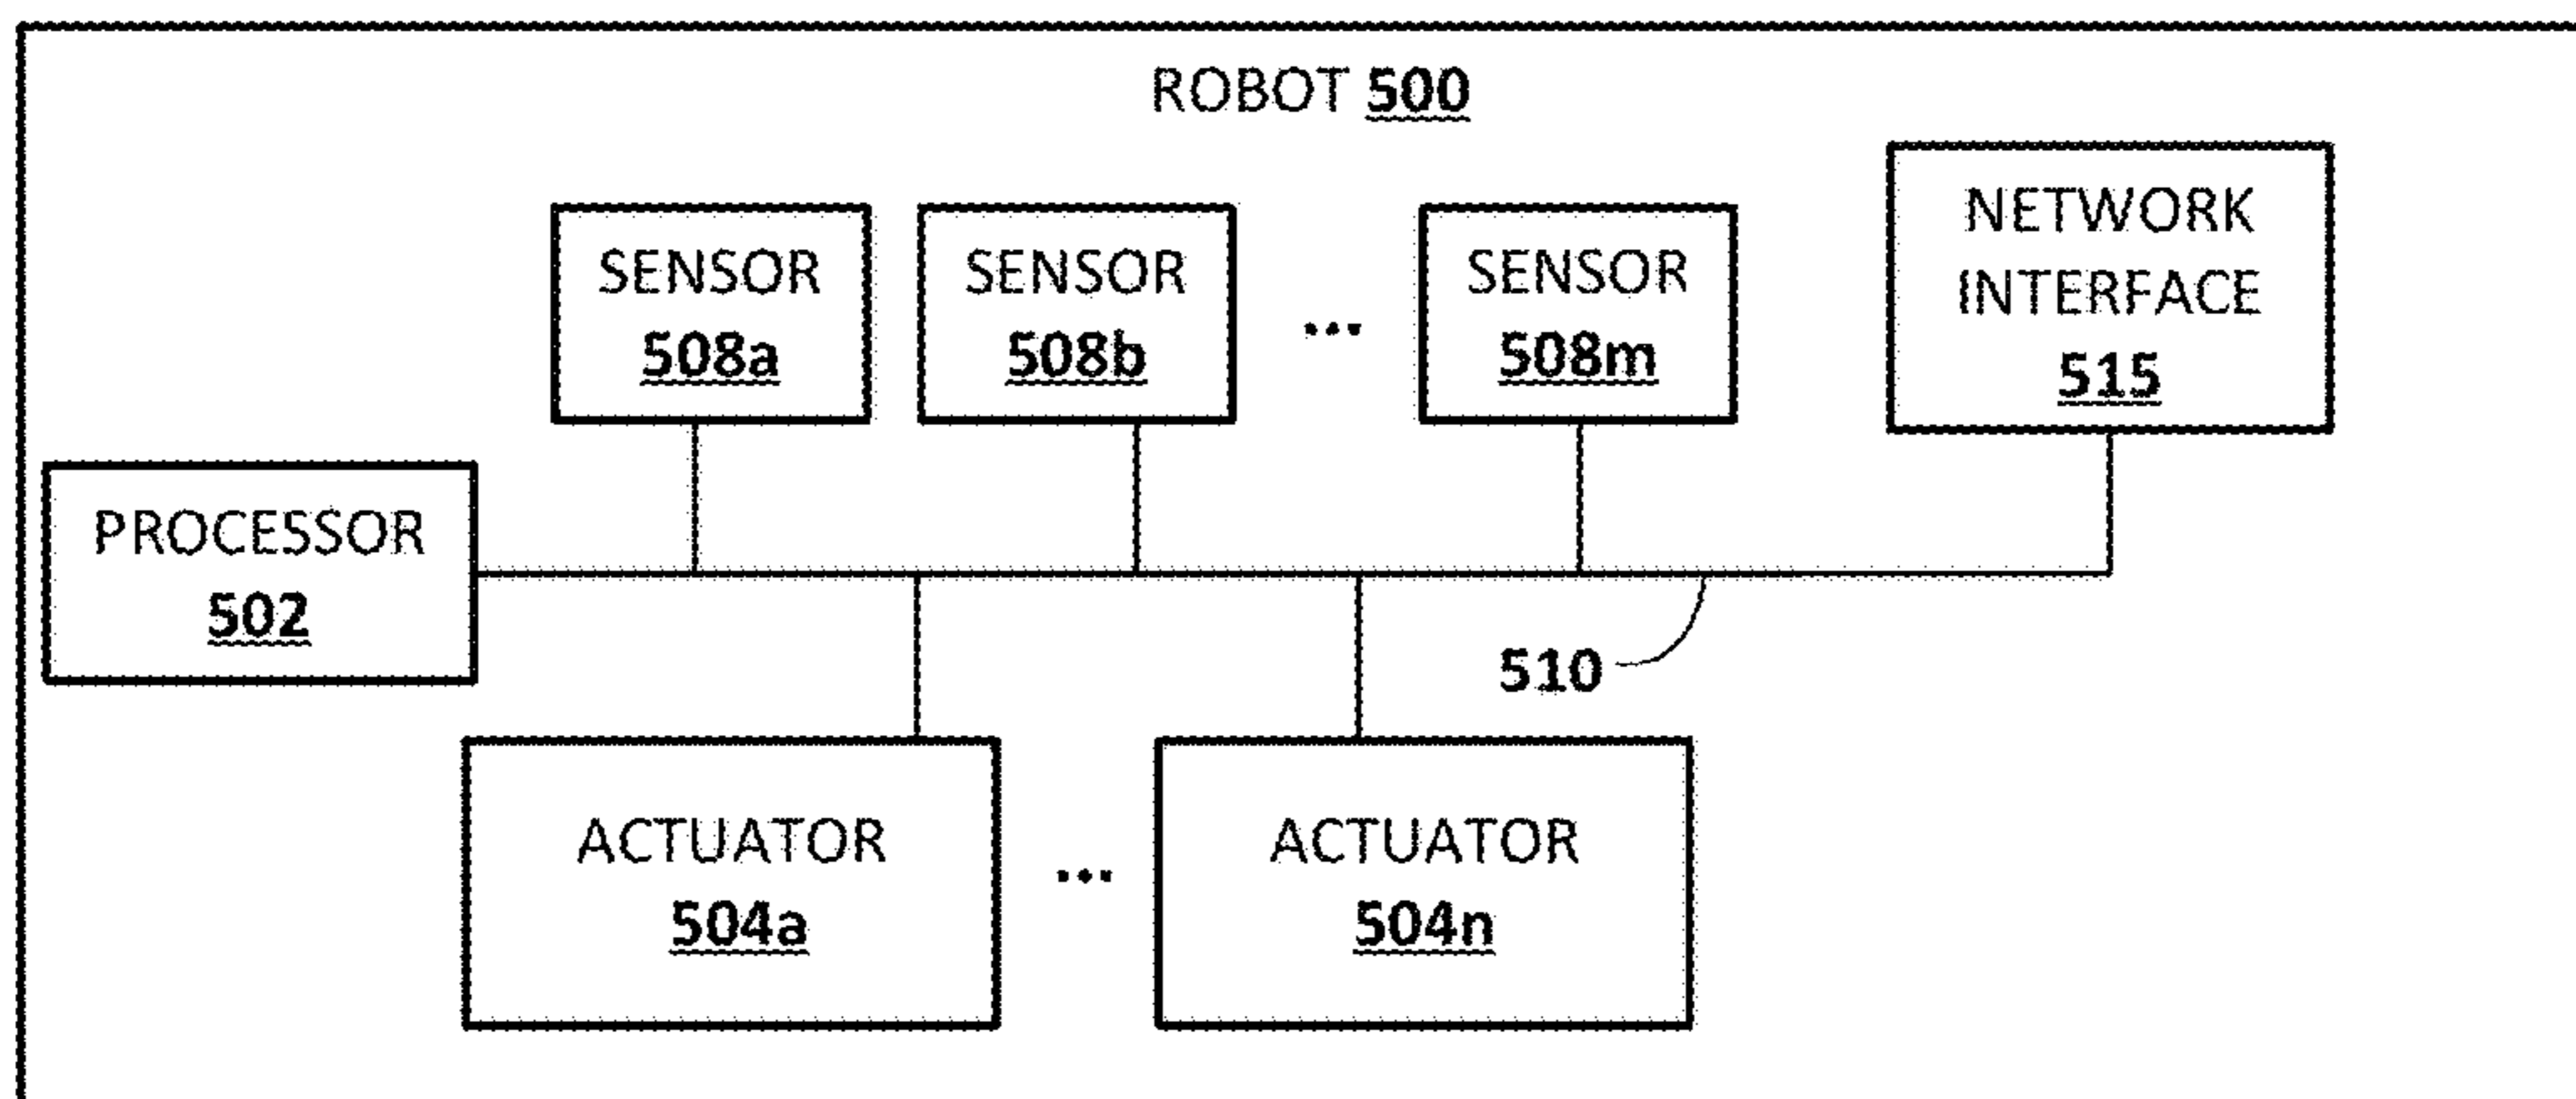 ROBOT 500
SENSOR
508a
SENSOR
508b
...
SENSOR
508m
NETWORK
INTERFACE
515
PROCESSOR
502
510
ACTUATOR
504a
...
ACTUATOR
504n